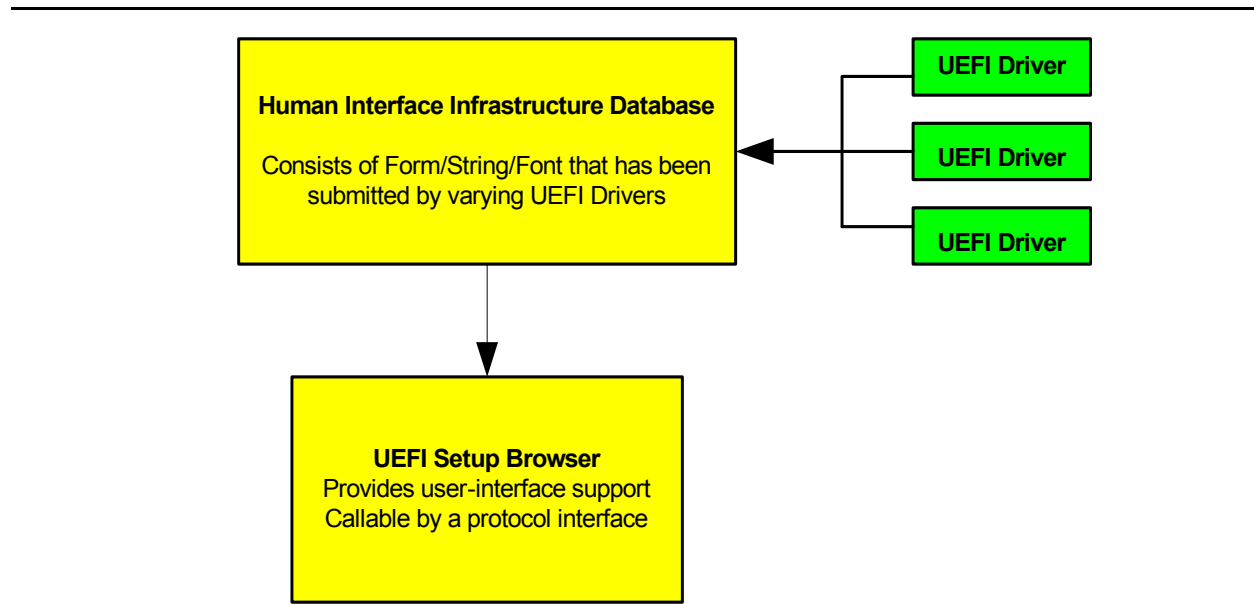 Human Interface Infrastructure Database
Consists of Form/String/Font that has been
submitted by varying UEFI Drivers
UEFI Driver
UEFI Driver
UEFI Driver
UEFI Setup Browser
Provides user-interface support
Callable by a protocol interface